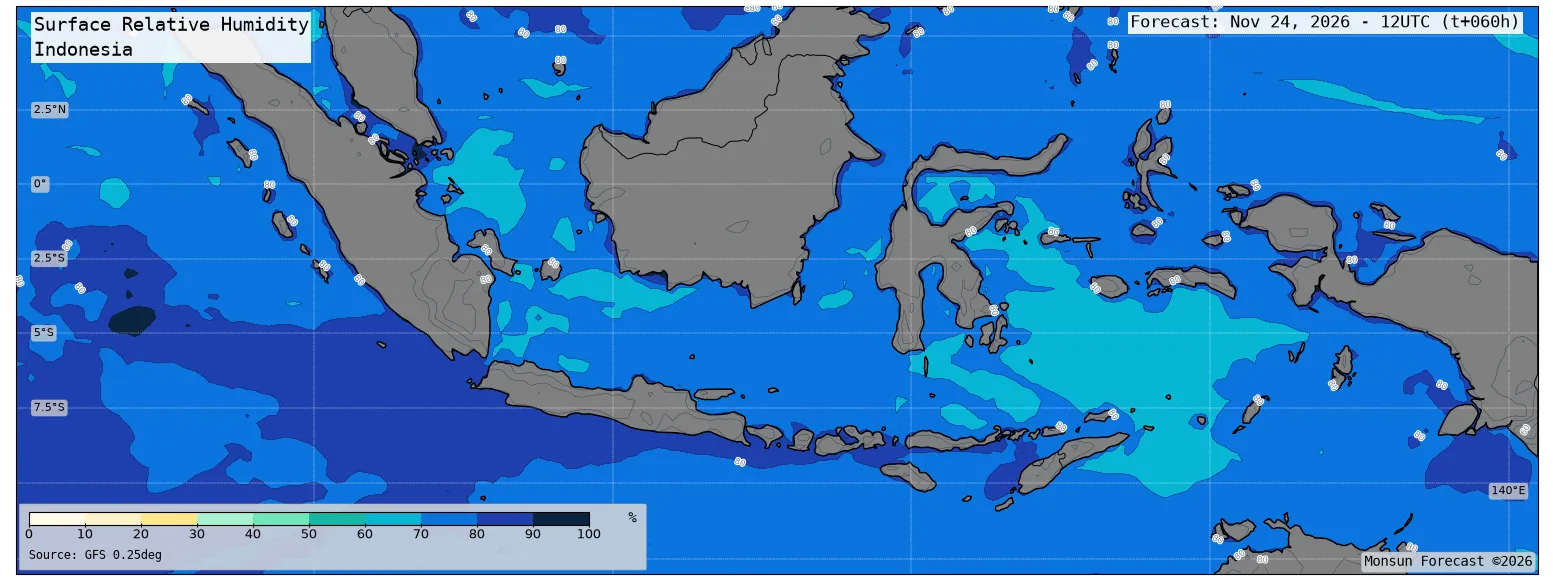 Surface Relative Humidity
Indonesia
Forecast: Nov 24, 2026 - 12UTC (t+060h)
2.5°N
0°
2.5°S
5°S
7.5°S
140°E
0 10 20 30 40 50 60 70 80 90 100
%
Source: GFS 0.25deg
Monsun Forecast ©2026